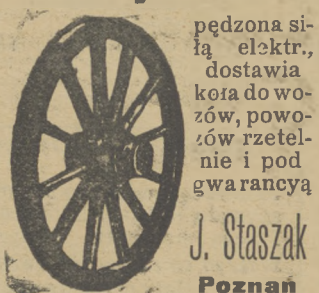 pędzona si-
łą elektr.,
dostawia
koła do wo-
zów, powo-
zów rzetel-
nie i pod
gwarancyą
J. Staszak
Poznań